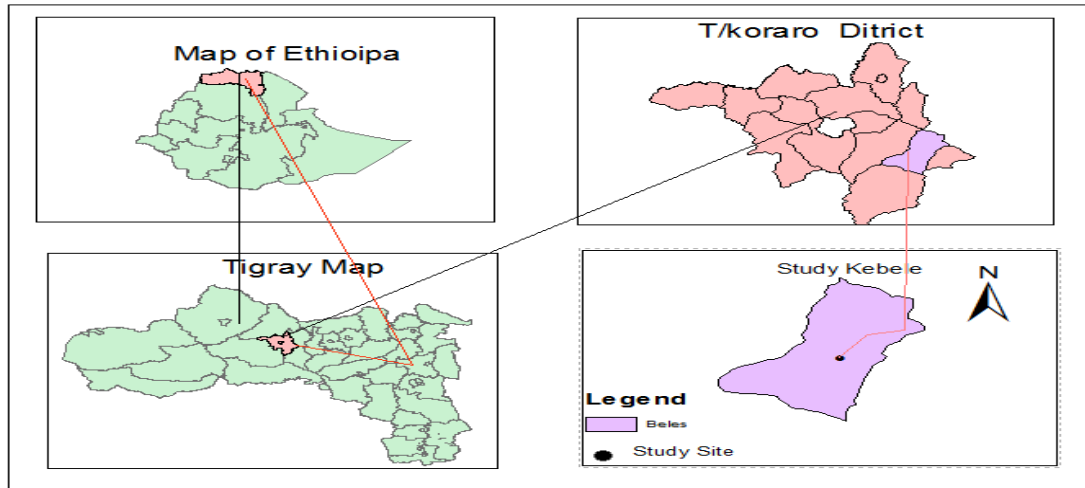 Map of Ethioipa
T/koraro Ditrict
Tigray Map
Study Kebele
N
Legend
Beles
Study Site